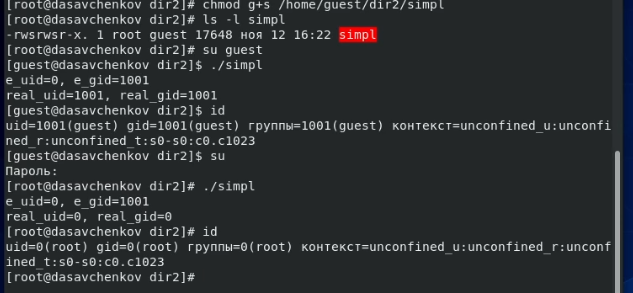 [root@dasavchenkov dir2]# chmod g+s /home/guest/dir2/simpl
[root@dasavchenkov dir2]# ls -l simpl
-rwsrwsr-x. 1 root guest 17648 ноя 12 16:22 simpl
[root@dasavchenkov dir2]# su guest
[guest@dasavchenkov dir2]$ ./simpl
e_uid=0, e_gid=1001
real_uid=1001, real_gid=1001
[guest@dasavchenkov dir2]$ id
uid=1001(guest) gid=1001(guest) группы=1001(guest) контекст=unconfined_u:unconfi
ned_r:unconfined_t:s0-s0:c0.c1023
[guest@dasavchenkov dir2]$ su
Пароль:
[root@dasavchenkov dir2]# ./simpl
e_uid=0, e_gid=1001
real_uid=0, real_gid=0
[root@dasavchenkov dir2]# id
uid=0(root) gid=0(root) группы=0(root) контекст=unconfined_u:unconfined_r:unconf
ined_t:s0-s0:c0.c1023
[root@dasavchenkov dir2]#